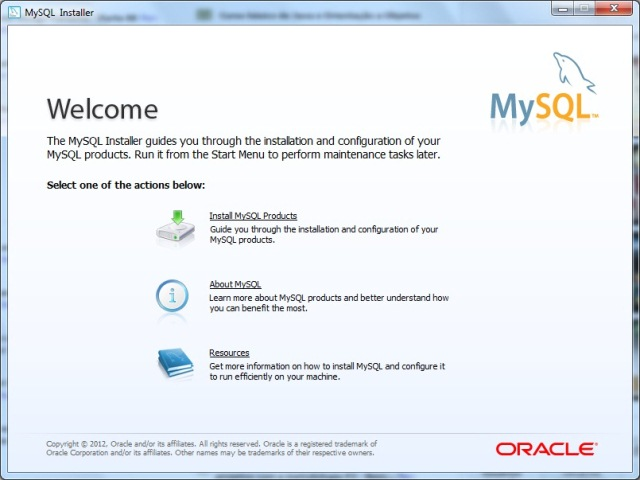 MySQL Installer
Welcome
MySQL™
The MySQL Installer guides you through the installation and configuration of your
MySQL products. Run it from the Start Menu to perform maintenance tasks later.
Select one of the actions below:
Install MySQL Products
Guide you through the installation and configuration of your
MySQL products.
About MySQL
Learn more about MySQL products and better understand how
you can benefit the most.
Resources
Get more information on how to install MySQL and configure it
to run efficiently on your machine.
Copyright © 2012, Oracle and/or its affiliates. All rights reserved. Oracle is a registered trademark of
Oracle Corporation and/or its affiliates. Other names may be trademarks of their respective owners.
ORACLE®